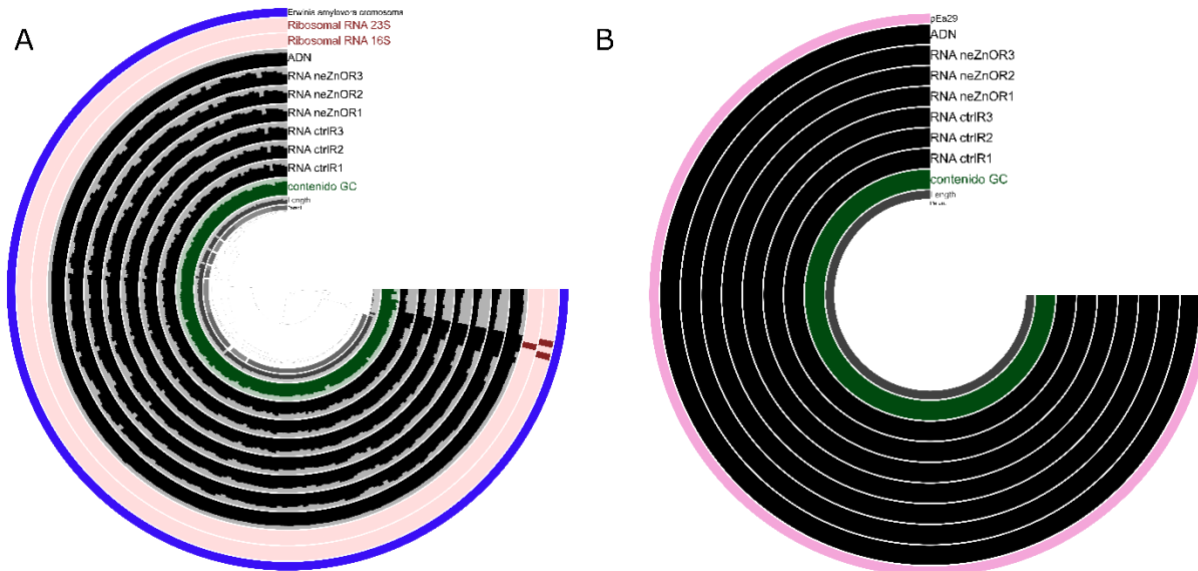 A
Erwinia amylovora cromosoma
Ribosomal RNA 23S
Ribosomal RNA 16S
ADN
RNA neZnOR3
RNA neZnOR2
RNA neZnOR1
RNA ctrlR3
RNA ctrlR2
RNA ctrlR1
contenido GC
Length
B
pEa29
ADN
RNA neZnOR3
RNA neZnOR2
RNA neZnOR1
RNA ctrlR3
RNA ctrlR2
RNA ctrlR1
contenido GC
Length